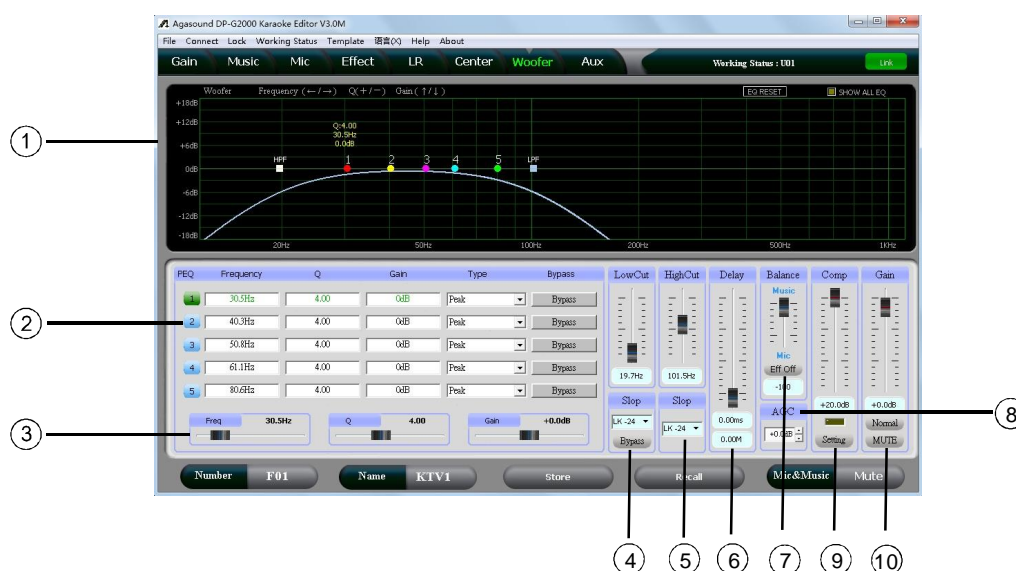 Agasound DP-G2000 Karaoke Editor V3.0M
File Connect Lock Working Status Template 语言(X) Help About
Gain Music Mic Effect LR Center Woofer Aux Working Status : U01 Link
Woofer Frequency (←/→) Q(+/−) Gain(↑/↓) EQ RESET SHOW ALL EQ
+18dB
+12dB
Q:4.00
30.5Hz
+6dB
0.0dB
HPF 1 2 3 4 5 LPF
0dB
-6dB
-12dB
-18dB
20Hz 50Hz 100Hz 200Hz 500Hz 1KHz
1
PEQ Frequency Q Gain Type Bypass LowCut HighCut Delay Balance Comp Gain
1 30.5Hz 4.00 0dB Peak Bypass
2 40.3Hz 4.00 0dB Peak Bypass
3 50.8Hz 4.00 0dB Peak Bypass
4 61.1Hz 4.00 0dB Peak Bypass
5 80.6Hz 4.00 0dB Peak Bypass
2
Music
Mic
19.7Hz 101.5Hz Eff Off
-100
Slop Slop +20.0dB +0.0dB
LK -24 LK -24 0.00ms AGC Normal
Bypass 0.00M +0.0dB Setting MUTE
Freq 30.5Hz Q 4.00 Gain +0.0dB
3
8
Number F01 Name KTV1 Store Recall Mic&Music Mute
4 5 6 7 9 10